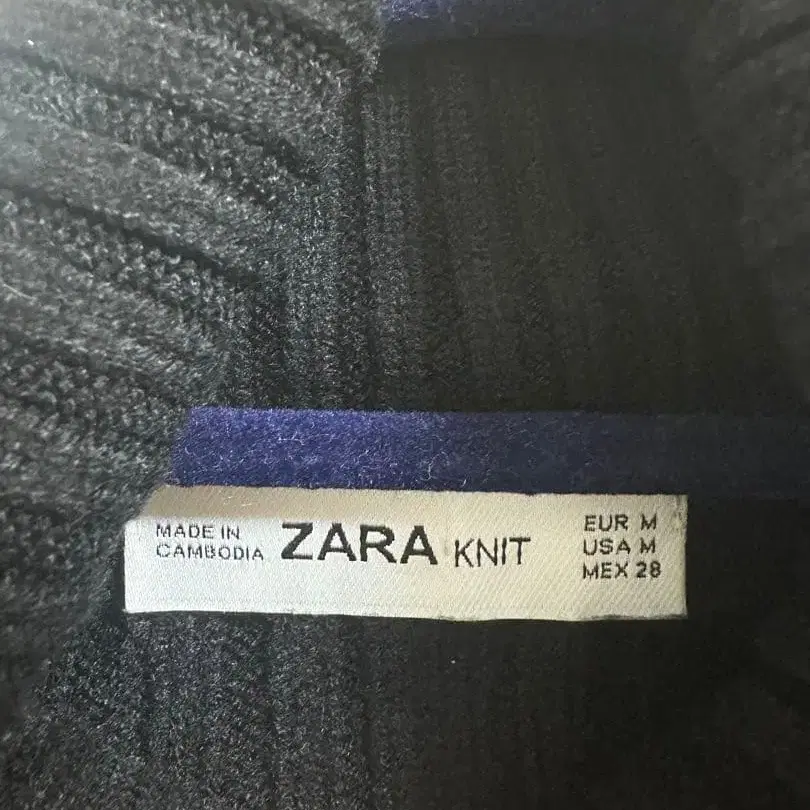 MADE IN
CAMBODIA
ZARA KNIT
EUR M
USA M
MEX 28